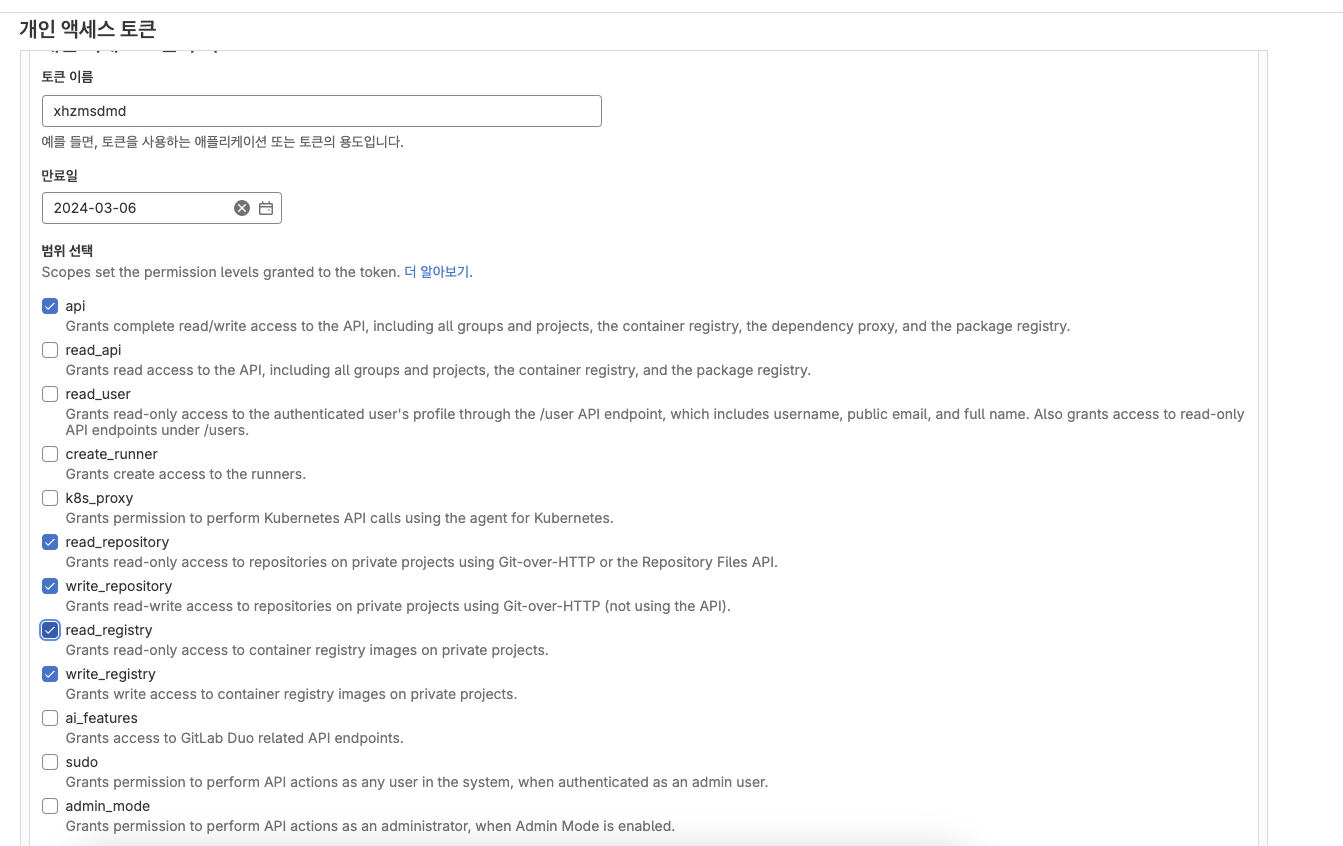 개인 액세스 토큰
토큰 이름
xhzmsdmd
예를 들면, 토큰을 사용하는 애플리케이션 또는 토큰의 용도입니다.
만료일
2024-03-06
범위 선택
Scopes set the permission levels granted to the token. 더 알아보기.
api
Grants complete read/write access to the API, including all groups and projects, the container registry, the dependency proxy, and the package registry.
read_api
Grants read access to the API, including all groups and projects, the container registry, and the package registry.
read_user
Grants read-only access to the authenticated user's profile through the /user API endpoint, which includes username, public email, and full name. Also grants access to read-only
API endpoints under /users.
create_runner
Grants create access to the runners.
k8s_proxy
Grants permission to perform Kubernetes API calls using the agent for Kubernetes.
read_repository
Grants read-only access to repositories on private projects using Git-over-HTTP or the Repository Files API.
write_repository
Grants read-write access to repositories on private projects using Git-over-HTTP (not using the API).
read_registry
Grants read-only access to container registry images on private projects.
write_registry
Grants write access to container registry images on private projects.
ai_features
Grants access to GitLab Duo related API endpoints.
sudo
Grants permission to perform API actions as any user in the system, when authenticated as an admin user.
admin_mode
Grants permission to perform API actions as an administrator, when Admin Mode is enabled.